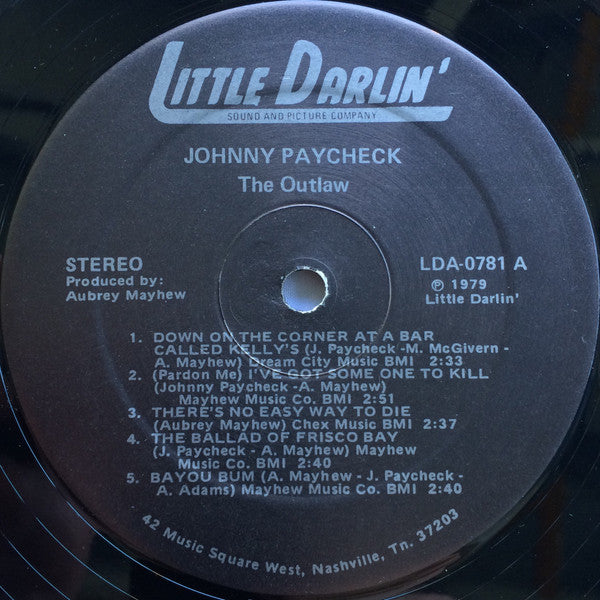 LITTLE DARLIN'
SOUND AND PICTURE COMPANY
JOHNNY PAYCHECK
The Outlaw
STEREO
Produced by:
Aubrey Mayhew
LDA-0781 A
℗ 1979
Little Darlin'
1. DOWN ON THE CORNER AT A BAR
CALLED KELLY'S (J. Paycheck -M. McGivern -
A. Mayhew) Dream City Music BMI 2:33
2. (Pardon Me) I'VE GOT SOME ONE TO KILL
(Johnny Paycheck -A. Mayhew)
Mayhew Music Co. BMI 2:51
3. THERE'S NO EASY WAY TO DIE
(Aubrey Mayhew) Chex Music BMI 2:37
4. THE BALLAD OF FRISCO BAY
(J. Paycheck - A. Mayhew) Mayhew
Music Co. BMI 2:40
5. BAYOU BUM (A. Mayhew - J. Paycheck -
A. Adams) Mayhew Music Co. BMI 2:40
42 Music Square West, Nashville, Tn. 37203